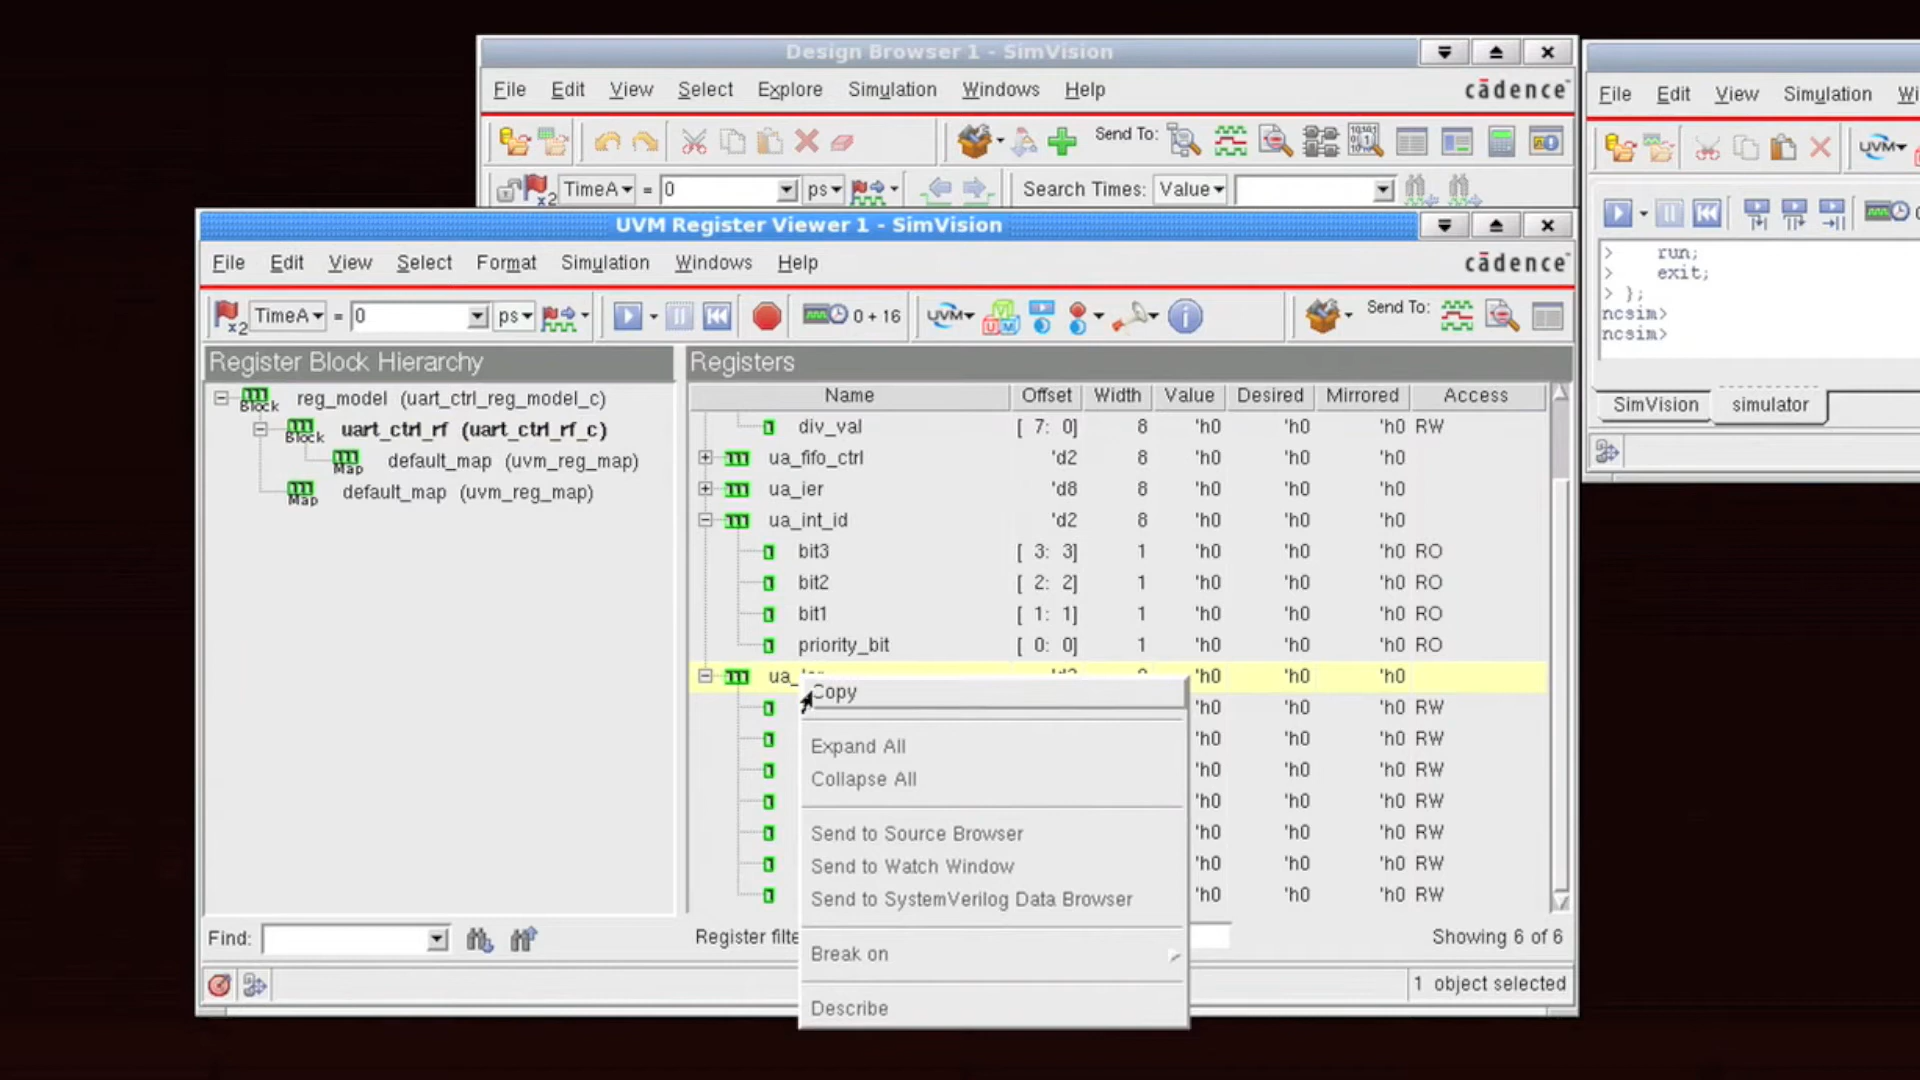 Design Browser 1 - SimVision
File Edit View Select Explore Simulation Windows Help
cādence
Send To:
TimeA = 0 ps
Search Times: Value
File Edit View Simulation
UVM
> run;
> exit;
> };
ncsim>
ncsim>
SimVision simulator
UVM Register Viewer 1 - SimVision
File Edit View Select Format Simulation Windows Help
cādence
TimeA = 0 ps
0 + 16
UVM
Send To:
Register Block Hierarchy
reg_model (uart_ctrl_reg_model_c)
uart_ctrl_rf (uart_ctrl_rf_c)
default_map (uvm_reg_map)
default_map (uvm_reg_map)
Registers
Name Offset Width Value Desired Mirrored Access
div_val [ 7: 0] 8 'h0 'h0 'h0 RW
ua_fifo_ctrl 'd2 8 'h0 'h0 'h0
ua_ier 'd8 8 'h0 'h0 'h0
ua_int_id 'd2 8 'h0 'h0 'h0
bit3 [ 3: 3] 1 'h0 'h0 'h0 RO
bit2 [ 2: 2] 1 'h0 'h0 'h0 RO
bit1 [ 1: 1] 1 'h0 'h0 'h0 RO
priority_bit [ 0: 0] 1 'h0 'h0 'h0 RO
'h0 'h0 'h0
'h0 'h0 'h0 RW
'h0 'h0 'h0 RW
'h0 'h0 'h0 RW
'h0 'h0 'h0 RW
'h0 'h0 'h0 RW
'h0 'h0 'h0 RW
'h0 'h0 'h0 RW
Copy
Expand All
Collapse All
Send to Source Browser
Send to Watch Window
Send to SystemVerilog Data Browser
Break on
Describe
Find:
Register
Showing 6 of 6
1 object selected